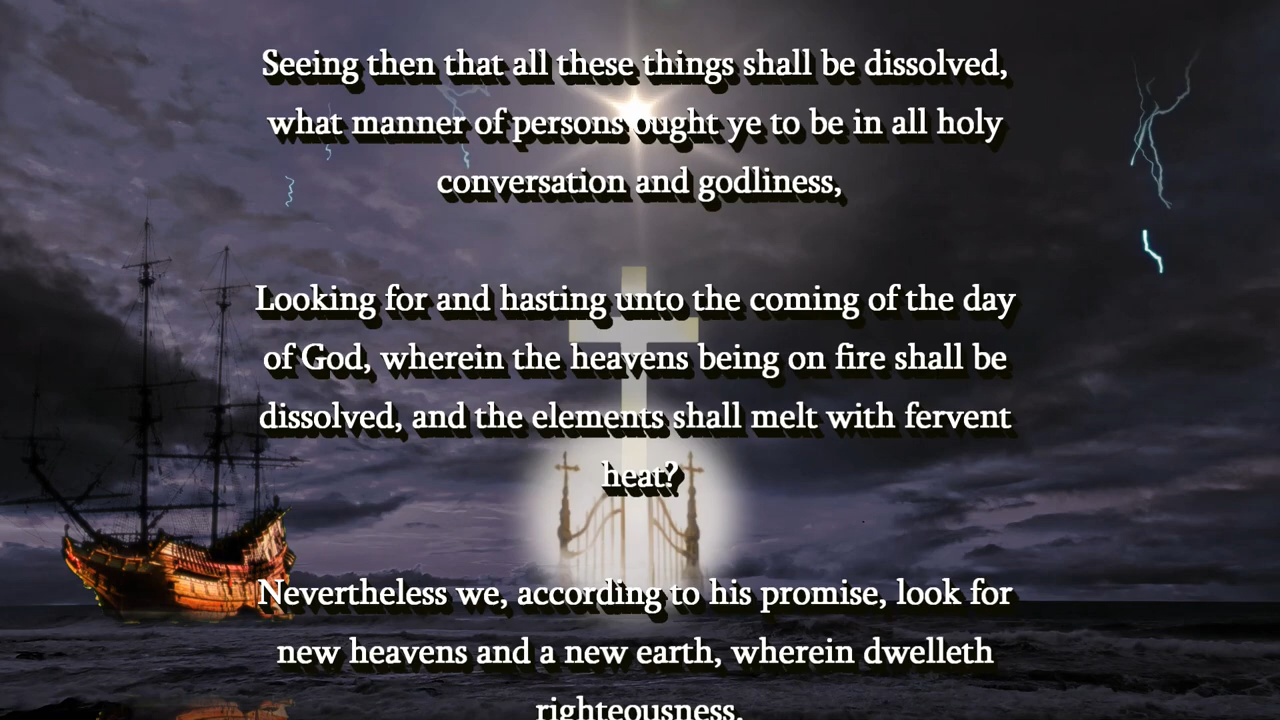 Seeing then that all these things shall be dissolved,
what manner of persons ought ye to be in all holy
conversation and godliness,
Looking for and hasting unto the coming of the day
of God, wherein the heavens being on fire shall be
dissolved, and the elements shall melt with fervent
heat?
Nevertheless we, according to his promise, look for
new heavens and a new earth, wherein dwelleth
righteousness.